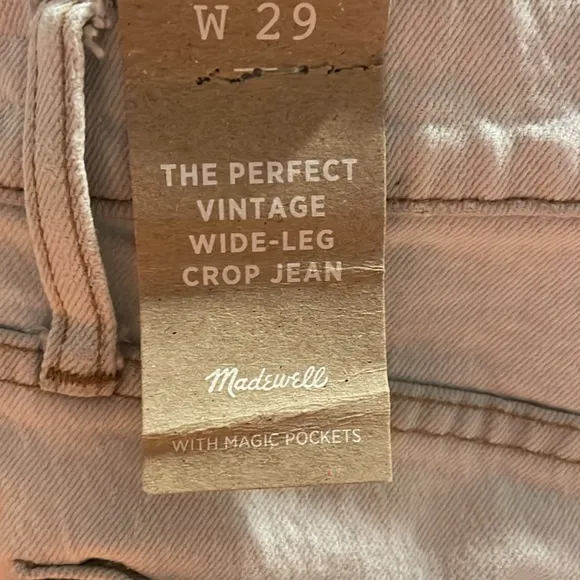 W 29
THE PERFECT
VINTAGE
WIDE-LEG
CROP JEAN
Madewell
WITH MAGIC POCKETS